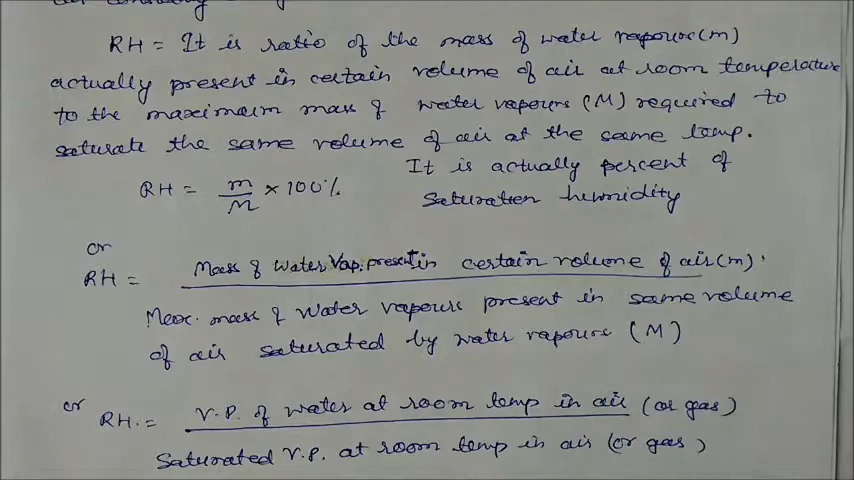 RH = It is ratio of the mass of water vapours(m)
actually present in certain volume of air at room temperature
to the maximum mass of water vapours (M) required to
saturate the same volume of air at the same temp.
RH = m/M × 100% It is actually percent of
saturation humidity
or
RH = Mass of water vap. present in certain volume of air(m).
Max. mass of water vapours present in same volume
of air saturated by water vapours (M)
or RH. = V.P. of water at room temp in air (or gas)
Saturated V.P. at room temp in air (or gas)